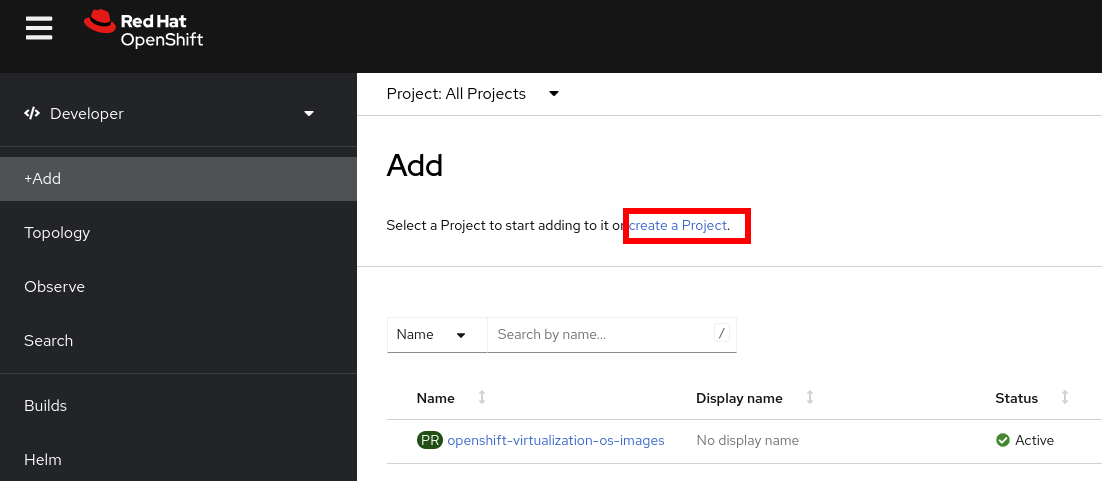 Red Hat
OpenShift
Developer
Project: All Projects
+Add
Topology
Observe
Search
Builds
Helm
Add
Select a Project to start adding to it or create a Project.
Name
Search by name...
/
Name Display name Status
PR openshift-virtualization-os-images No display name Active